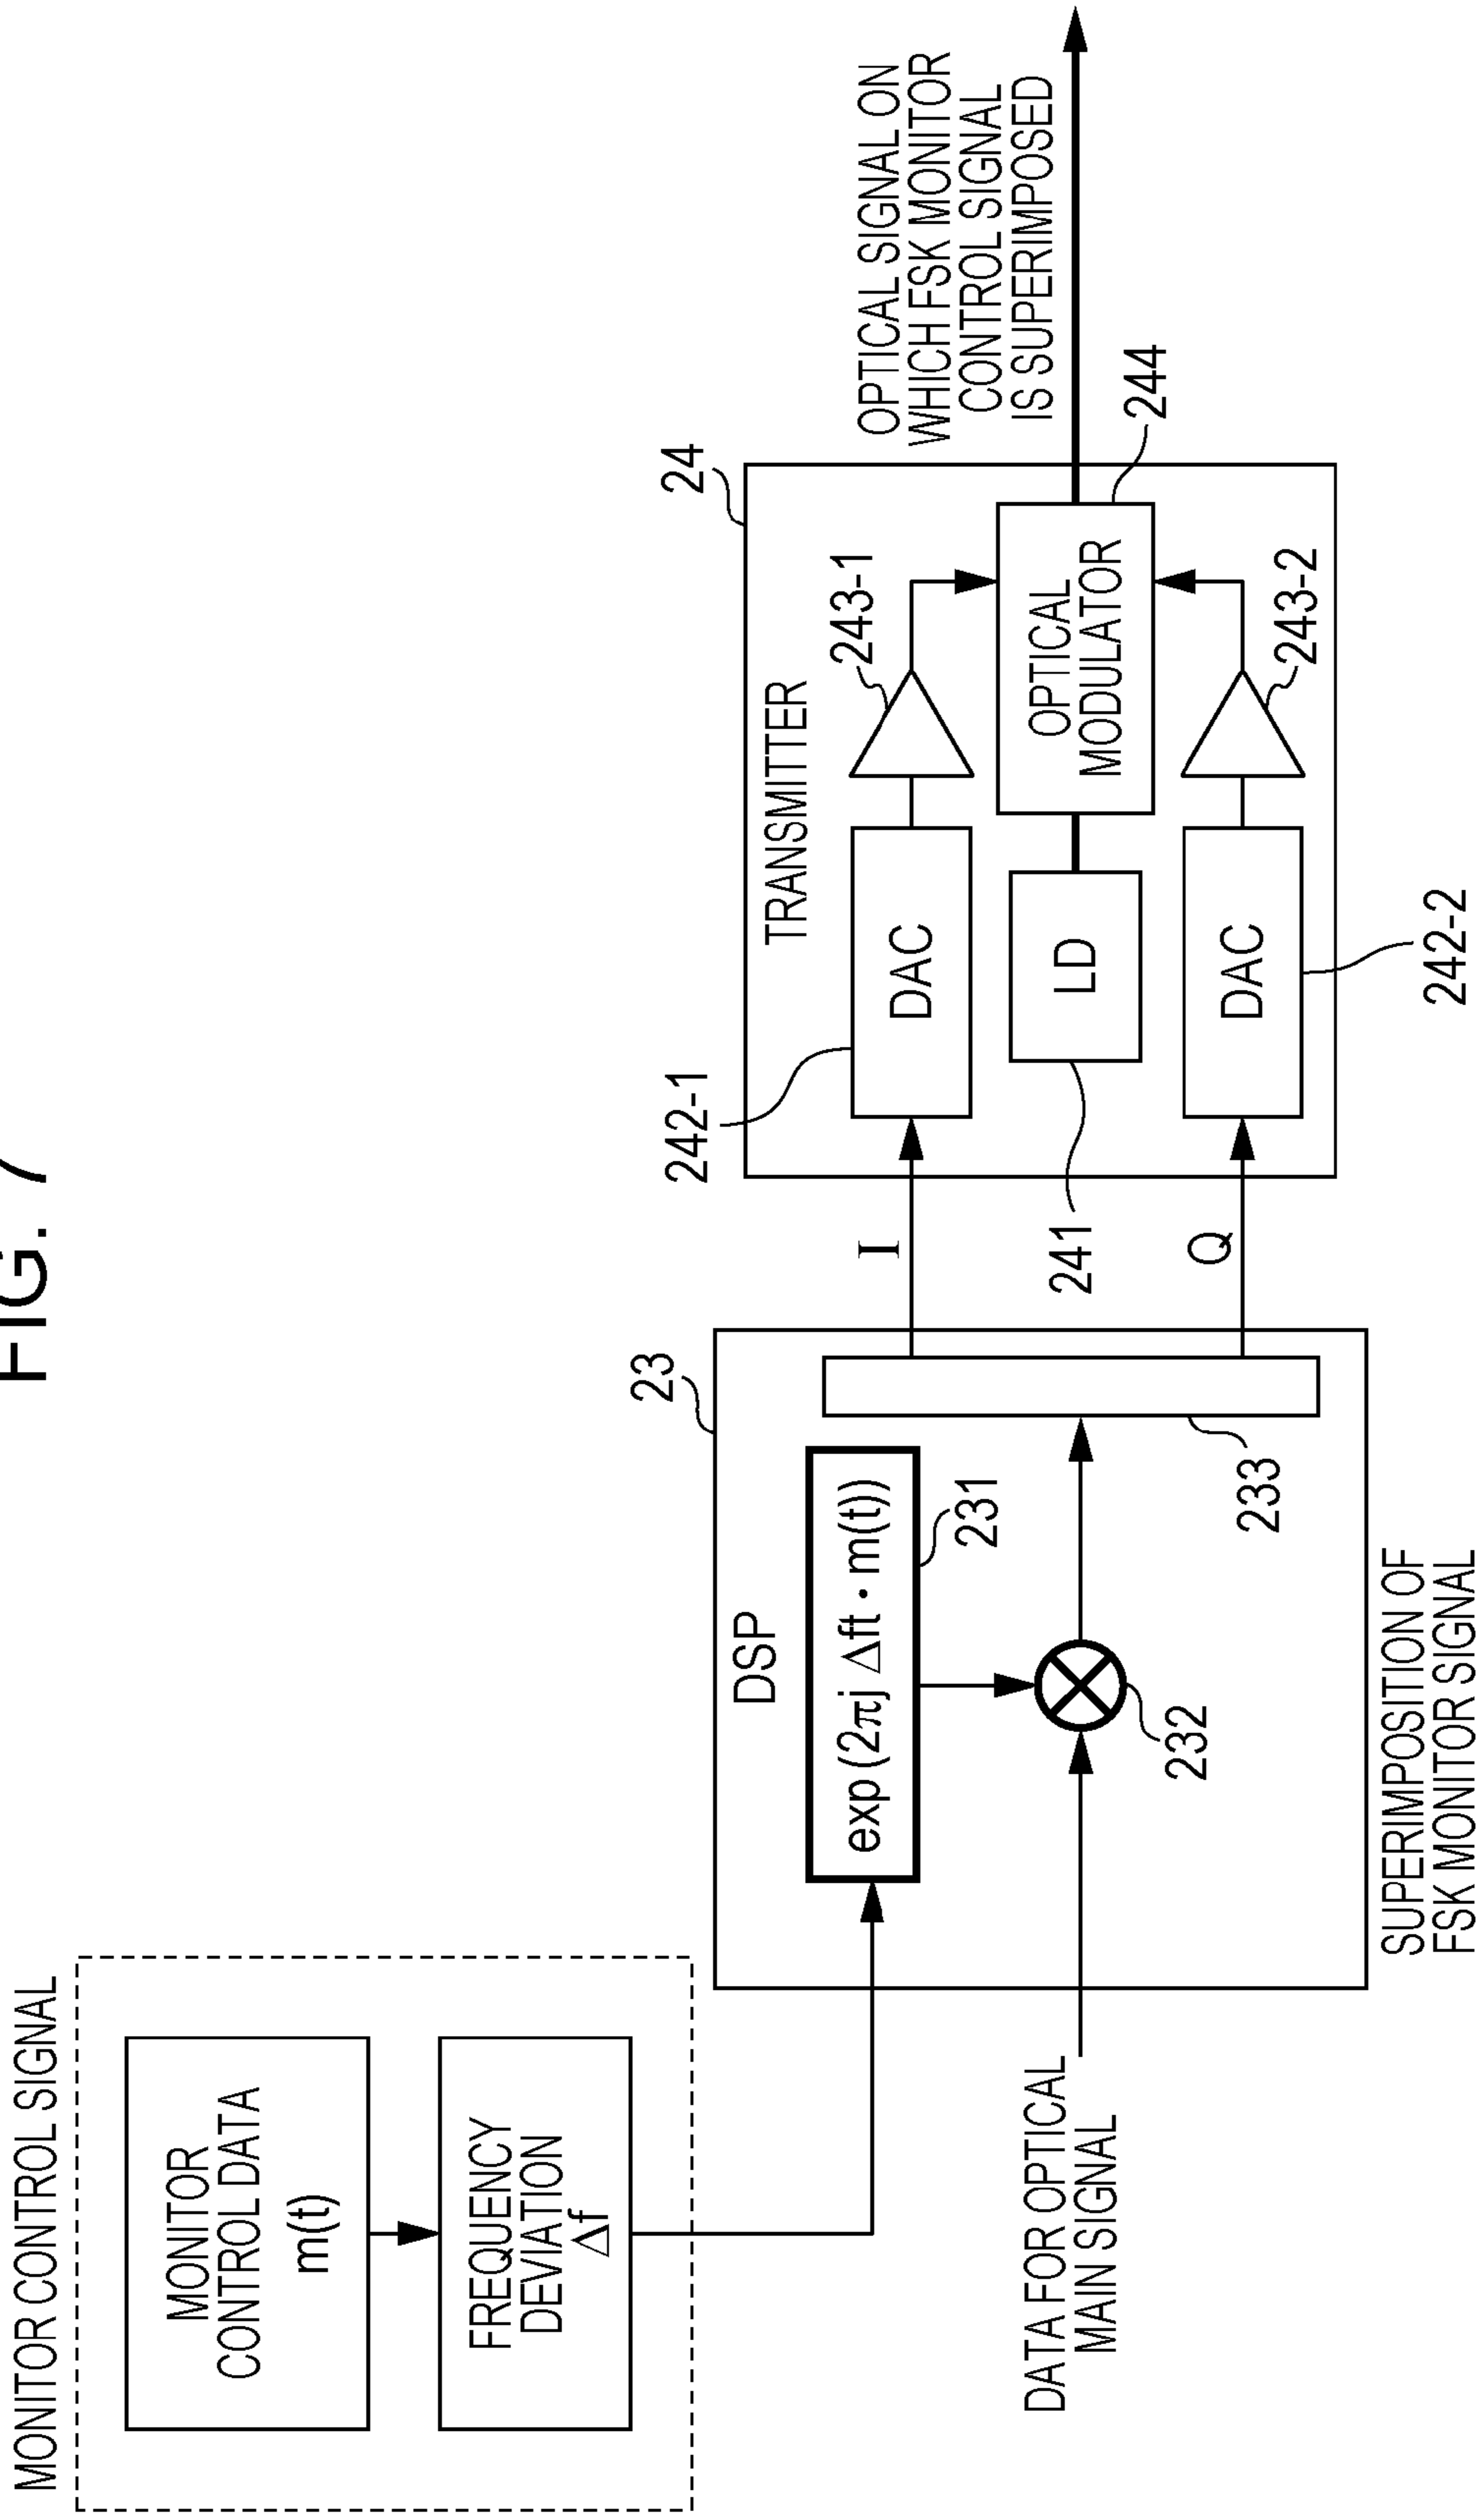 FIG. 7
MONITOR CONTROL SIGNAL
MONITOR
CONTROL DATA
m(t)
FREQUENCY
DEVIATION
Δf
DATA FOR OPTICAL
MAIN SIGNAL
23
DSP
exp(2πj Δft・m(t))
231
232
233
SUPERIMPOSITION OF
FSK MONITOR SIGNAL
I
Q
24
TRANSMITTER
242-1
DAC
243-1
241
LD
OPTICAL
MODULATOR
244
DAC
242-2
243-2
OPTICAL SIGNAL ON
WHICH FSK MONITOR
CONTROL SIGNAL
IS SUPERIMPOSED